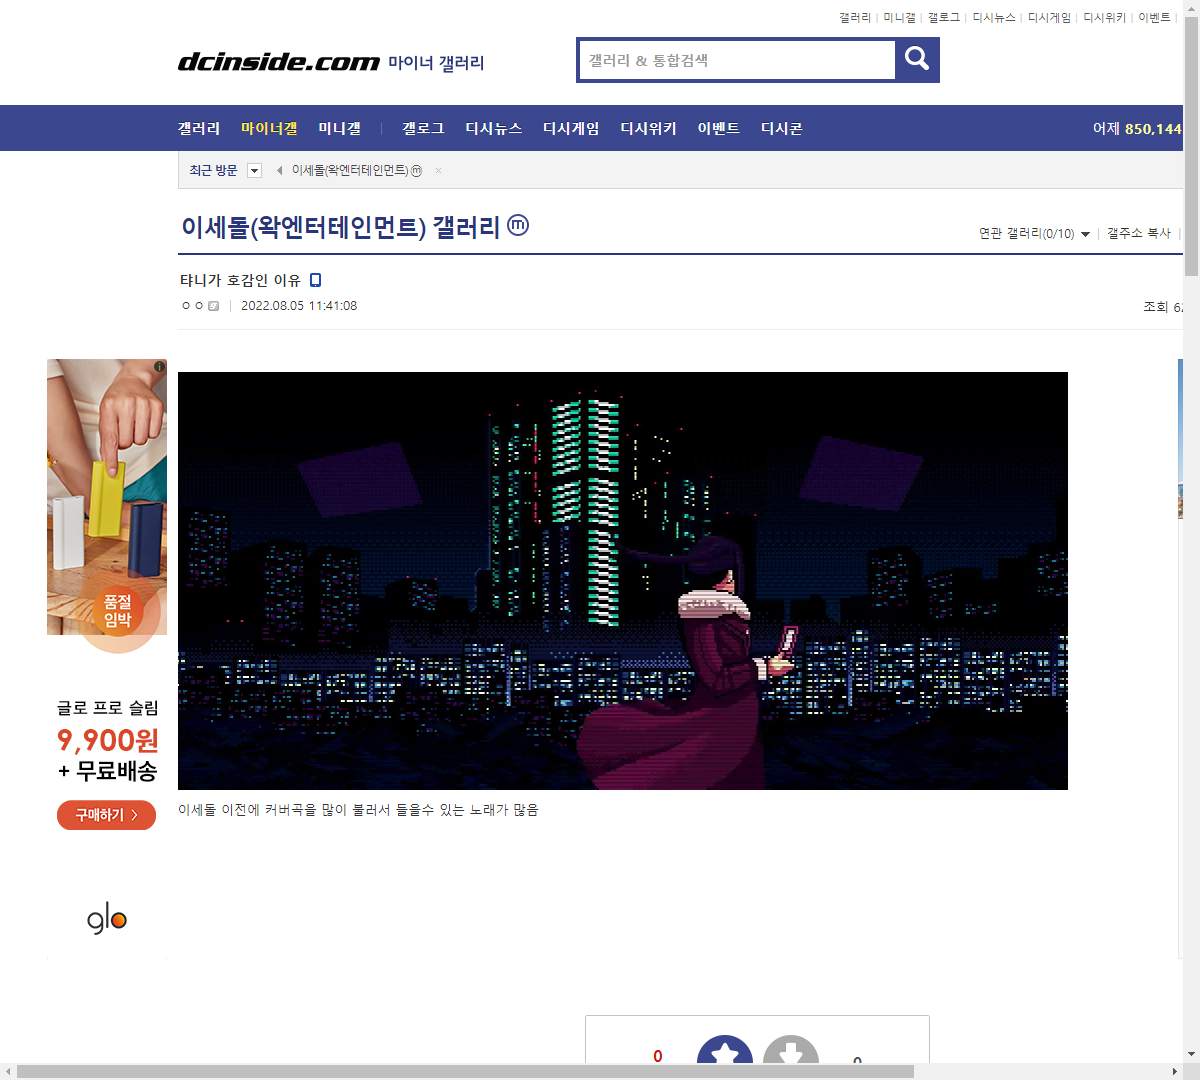 갤러리 미니갤 갤로그 디시뉴스 디시게임 디시위키 이벤트
dcinside.com 마이너 갤러리
갤러리 & 통합검색
갤러리 마이너갤 미니갤 갤로그 디시뉴스 디시게임 디시위키 이벤트 디시콘 어제 850,144
최근 방문 이세돌(왁엔터테인먼트) ⓜ ×
이세돌(왁엔터테인먼트) 갤러리 ⓜ
연관 갤러리(0/10) 갤주소 복사
탸니가 호감인 이유
ㅇㅇ 2022.08.05 11:41:08
조회
품절
임박
글로 프로 슬림
9,900원
+ 무료배송
구매하기 >
glo
이세돌 이전에 커버곡을 많이 불러서 들을수 있는 노래가 많음
0 0